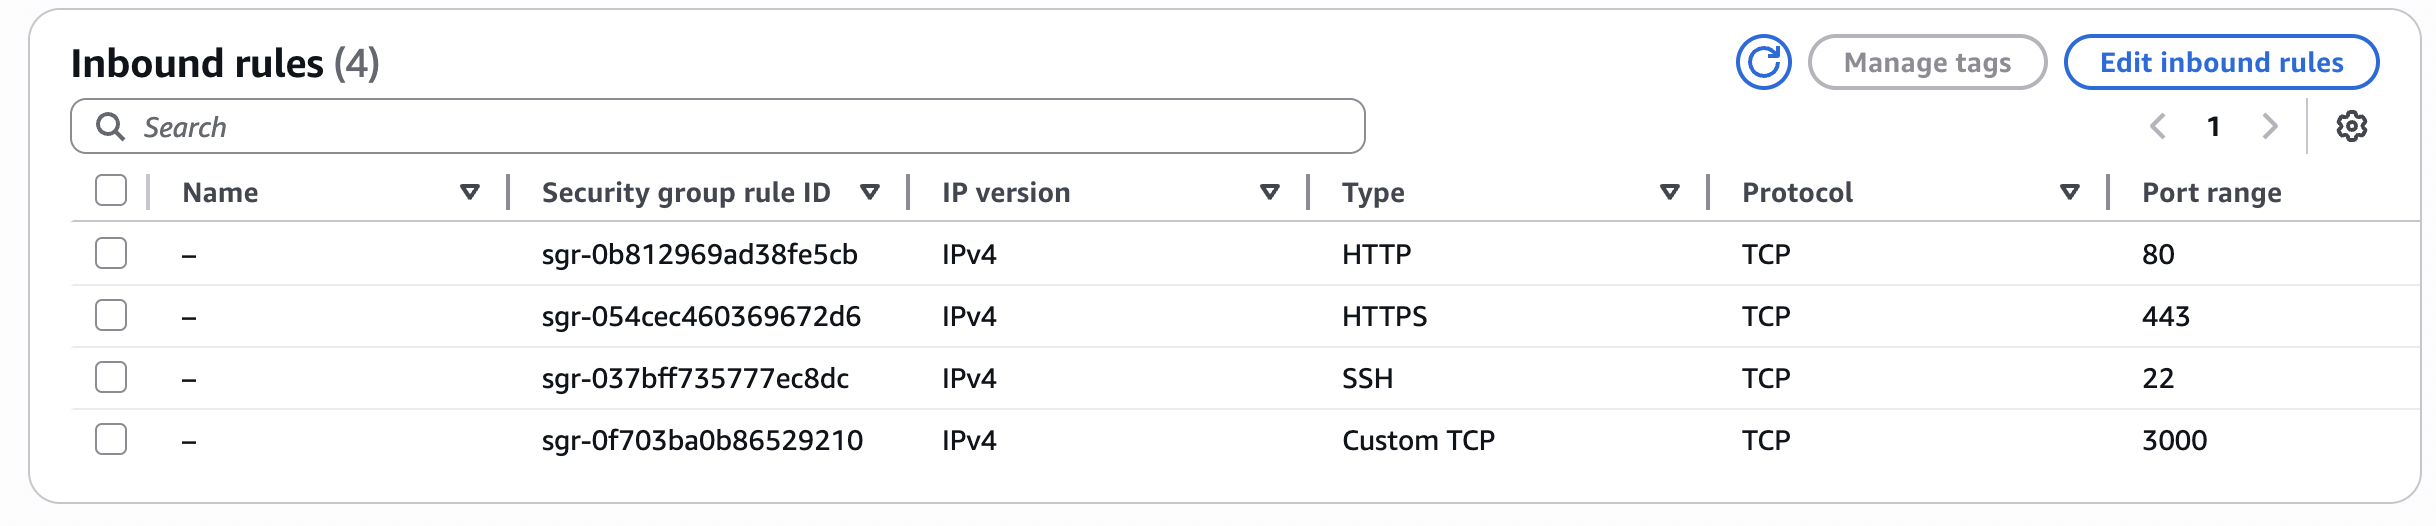 Inbound rules (4)
Manage tags
Edit inbound rules
Search
1
Name Security group rule ID IP version Type Protocol Port range
– sgr-0b812969ad38fe5cb IPv4 HTTP TCP 80
– sgr-054cec460369672d6 IPv4 HTTPS TCP 443
– sgr-037bff735777ec8dc IPv4 SSH TCP 22
– sgr-0f703ba0b86529210 IPv4 Custom TCP TCP 3000